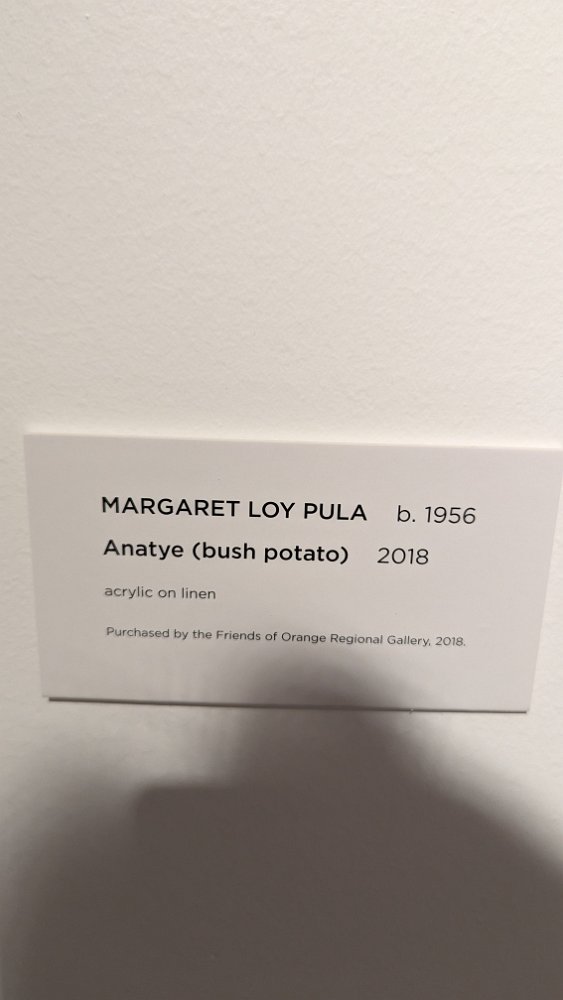 MARGARET LOY PULA b. 1956
Anatye (bush potato) 2018
acrylic on linen
Purchased by the Friends of Orange Regional Gallery, 2018.